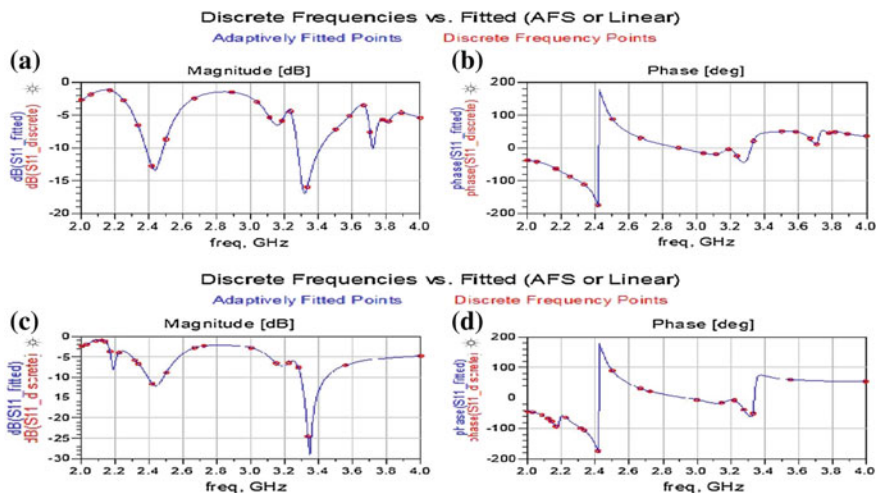 Discrete Frequencies vs. Fitted (AFS or Linear)
Adaptively Fitted Points Discrete Frequency Points
(a) Magnitude [dB]
dB(S11_fitted)
dB(S11_discrete)
0
-5
-10
-15
-20
2.0 2.2 2.4 2.6 2.8 3.0 3.2 3.4 3.6 3.8 4.0
freq, GHz
(b) Phase [deg]
phase(S11_fitted)
phase(S11_discrete)
200
100
0
-100
-200
2.0 2.2 2.4 2.6 2.8 3.0 3.2 3.4 3.6 3.8 4.0
freq, GHz
Discrete Frequencies vs. Fitted (AFS or Linear)
Adaptively Fitted Points Discrete Frequency Points
(c) Magnitude [dB]
dB(S11_fitted)
dB(S11_discrete)
0
-5
-10
-15
-20
-25
-30
2.0 2.2 2.4 2.6 2.8 3.0 3.2 3.4 3.6 3.8 4.0
freq, GHz
(d) Phase [deg]
phase(S11_fitted)
phase(S11_discrete)
200
100
0
-100
-200
2.0 2.2 2.4 2.6 2.8 3.0 3.2 3.4 3.6 3.8 4.0
freq, GHz